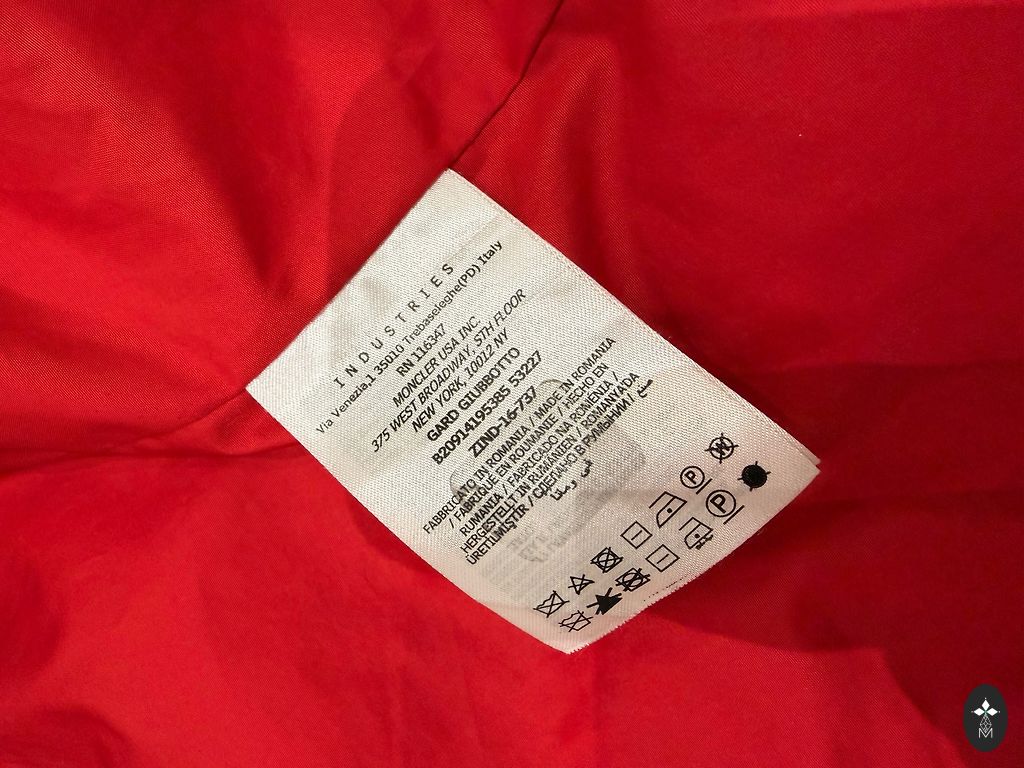 INDUSTRIES
Via Venezia,1 35010 Trebaseleghe(PD) Italy
RN 116347
MONCLER USA INC
375 WEST BROADWAY, 5TH FLOOR
NEW YORK, 10012 NY
GARD GIUBBOTTO
B20914195385 53227
ZIND-16-737
FABBRICATO IN ROMANIA / MADE IN ROMANIA
/ FABRIQUE EN ROUMANIE / HECHO EN
RUMANIA / FABRICADO NA ROMÉNIA /
HERGESTELLT IN RUMÄNIEN / ROMANYADA
ÜRETILMIŞTIR / СДЕЛАНО В РУМЫНИИ /
P
W
P
M